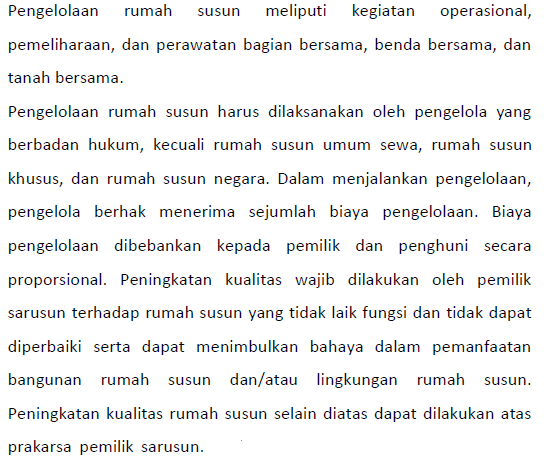 Pengelolaan rumah susun meliputi kegiatan operasional,
pemeliharaan, dan perawatan bagian bersama, benda bersama, dan
tanah bersama.
Pengelolaan rumah susun harus dilaksanakan oleh pengelola yang
berbadan hukum, kecuali rumah susun umum sewa, rumah susun
khusus, dan rumah susun negara. Dalam menjalankan pengelolaan,
pengelola berhak menerima sejumlah biaya pengelolaan. Biaya
pengelolaan dibebankan kepada pemilik dan penghuni secara
proporsional. Peningkatan kualitas wajib dilakukan oleh pemilik
sarusun terhadap rumah susun yang tidak laik fungsi dan tidak dapat
diperbaiki serta dapat menimbulkan bahaya dalam pemanfaatan
bangunan rumah susun dan/atau lingkungan rumah susun.
Peningkatan kualitas rumah susun selain diatas dapat dilakukan atas
prakarsa pemilik sarusun.